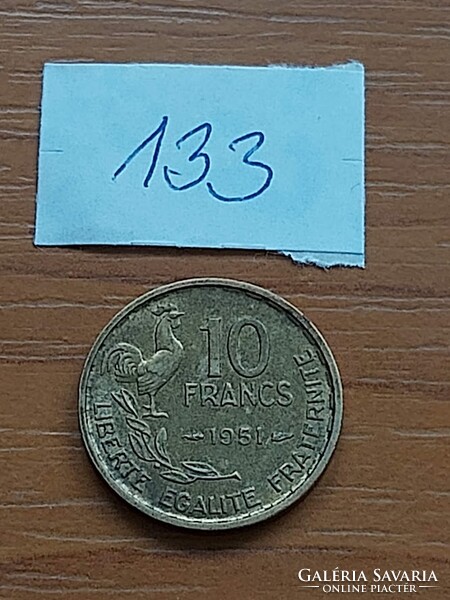 133
10
FRANCS
1951
LIBERTE EGALITE FRATERNITE
GALÉRIA SAVARIA
ONLINE PIACTÉR